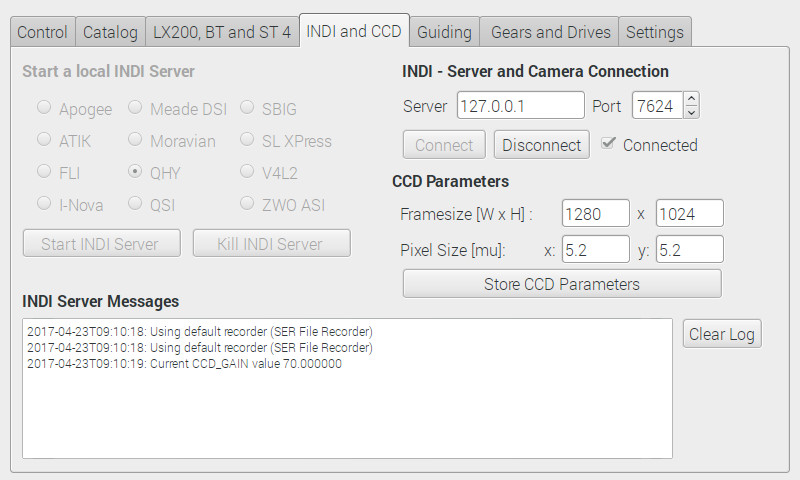 Control Catalog LX200, BT and ST 4 INDI and CCD Guiding Gears and Drives Settings
Start a local INDI Server
Apogee Meade DSI SBIG
ATIK Moravian SL XPress
FLI QHY V4L2
I-Nova QSI ZWO ASI
Start INDI Server Kill INDI Server
INDI - Server and Camera Connection
Server 127.0.0.1 Port 7624
Connect Disconnect Connected
CCD Parameters
Framesize [W x H] : 1280 x 1024
Pixel Size [mu]: x: 5.2 y: 5.2
Store CCD Parameters
INDI Server Messages
2017-04-23T09:10:18: Using default recorder (SER File Recorder)
2017-04-23T09:10:18: Using default recorder (SER File Recorder)
2017-04-23T09:10:19: Current CCD_GAIN value 70.000000
Clear Log